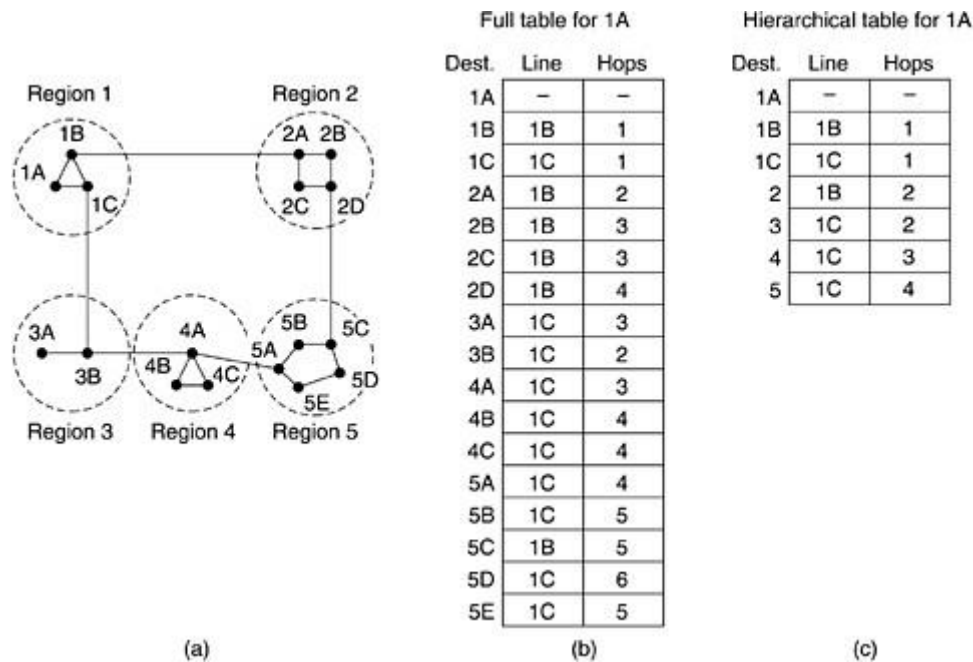 Full table for 1A
Hierarchical table for 1A
Dest. Line Hops
Dest. Line Hops
Region 1
Region 2
1B
1A
1C
2A 2B
2C 2D
3A
3B
4A
4B
4C
5B
5C
5A
5D
5E
Region 3
Region 4
Region 5
1A – –
1B 1B 1
1C 1C 1
2A 1B 2
2B 1B 3
2C 1B 3
2D 1B 4
3A 1C 3
3B 1C 2
4A 1C 3
4B 1C 4
4C 1C 4
5A 1C 4
5B 1C 5
5C 1B 5
5D 1C 6
5E 1C 5
1A – –
1B 1B 1
1C 1C 1
2 1B 2
3 1C 2
4 1C 3
5 1C 4
(a)
(b)
(c)